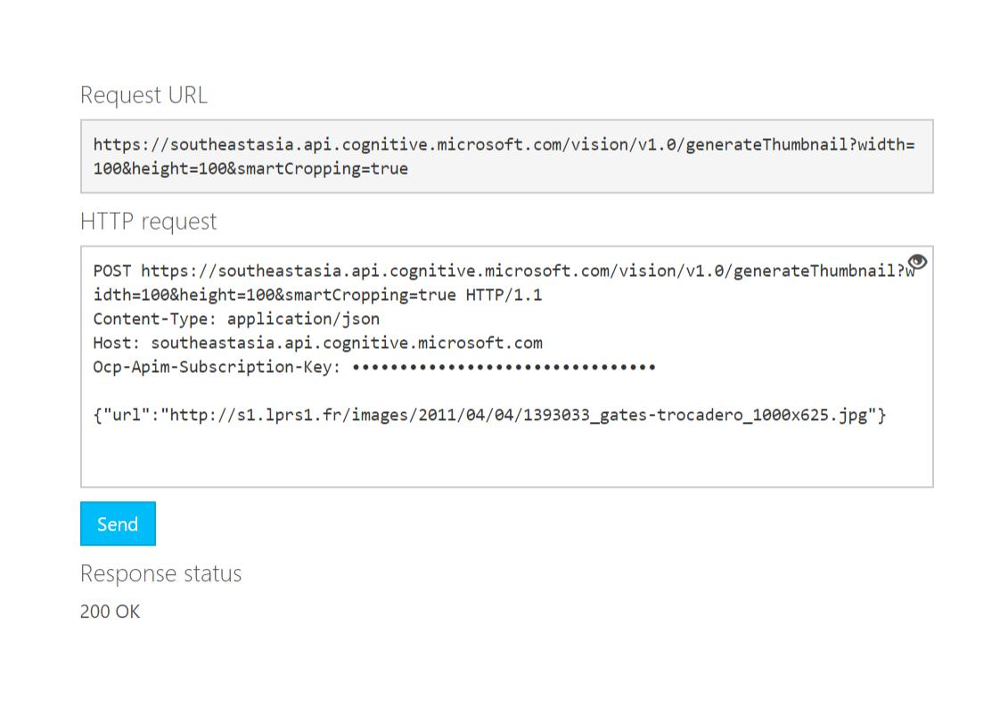 Request URL
https://southeastasia.api.cognitive.microsoft.com/vision/v1.0/generateThumbnail?width=
100&height=100&smartCropping=true
HTTP request
POST https://southeastasia.api.cognitive.microsoft.com/vision/v1.0/generateThumbnail?w
idth=100&height=100&smartCropping=true HTTP/1.1
Content-Type: application/json
Host: southeastasia.api.cognitive.microsoft.com
Ocp-Apim-Subscription-Key: ••••••••••••••••••••••••••••••••
{"url":"http://s1.lprs1.fr/images/2011/04/04/1393033_gates-trocadero_1000x625.jpg"}
Send
Response status
200 OK